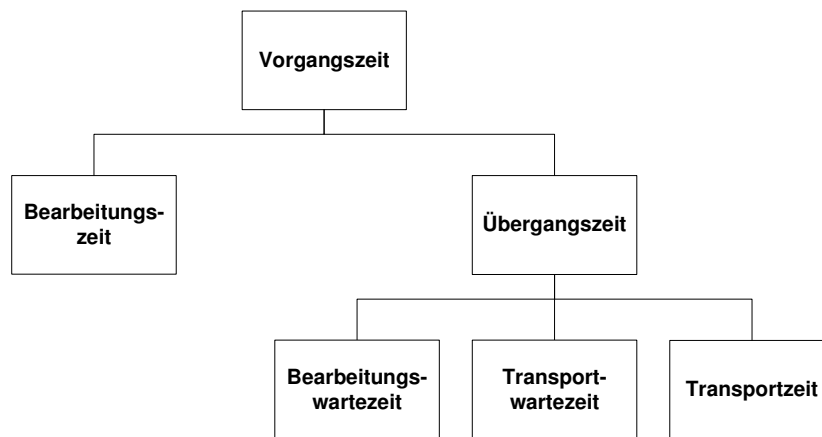 Vorgangszeit
Bearbeitungs-
zeit
Übergangszeit
Bearbeitungs-
wartezeit
Transport-
wartezeit
Transportzeit